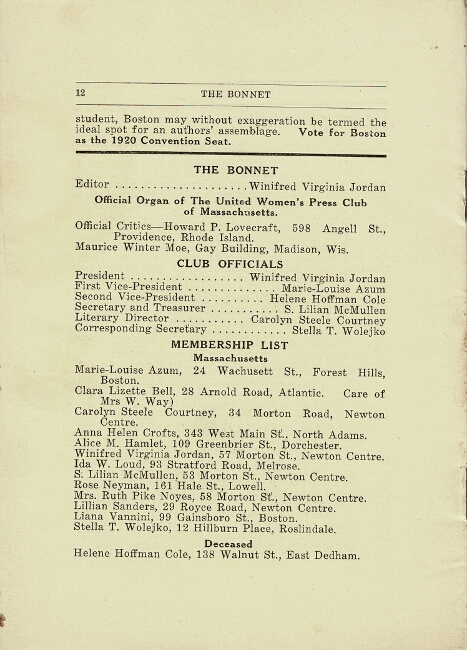 12
THE BONNET
student, Boston may without exaggeration be termed the
ideal spot for an authors' assemblage. Vote for Boston
as the 1920 Convention Seat.
THE BONNET
Editor .....................Winifred Virginia Jordan
Official Organ of The United Women's Press Club
of Massachusetts.
Official Critics—Howard P. Lovecraft, 598 Angell St.,
Providence, Rhode Island.
Maurice Winter Moe, Gay Building, Madison, Wis.
CLUB OFFICIALS
President ................. Winifred Virginia Jordan
First Vice-President ............. Marie-Louise Azum
Second Vice-President .......... Helene Hoffman Cole
Secretary and Treasurer ........... S. Lilian McMullen
Literary Director ........... Carolyn Steele Courtney
Corresponding Secretary ............ Stella T. Wolejko
MEMBERSHIP LIST
Massachusetts
Marie-Louise Azum, 24 Wachusett St., Forest Hills,
Boston.
Clara Lizette Bell, 28 Arnold Road, Atlantic. Care of
Mrs W. Way)
Carolyn Steele Courtney, 34 Morton Road, Newton
Centre.
Anna Helen Crofts, 343 West Main St., North Adams.
Alice M. Hamlet, 109 Greenbrier St., Dorchester.
Winifred Virginia Jordan, 57 Morton St., Newton Centre.
Ida W. Loud, 93 Stratford Road, Melrose.
S. Lilian McMullen, 53 Morton St., Newton Centre.
Rose Neyman, 161 Hale St., Lowell.
Mrs. Ruth Pike Noyes, 58 Morton St., Newton Centre.
Lillian Sanders, 29 Royce Road, Newton Centre.
Liana Vannini, 99 Gainsboro St., Boston.
Stella T. Wolejko, 12 Hillburn Place, Roslindale.
Deceased
Helene Hoffman Cole, 138 Walnut St., East Dedham.